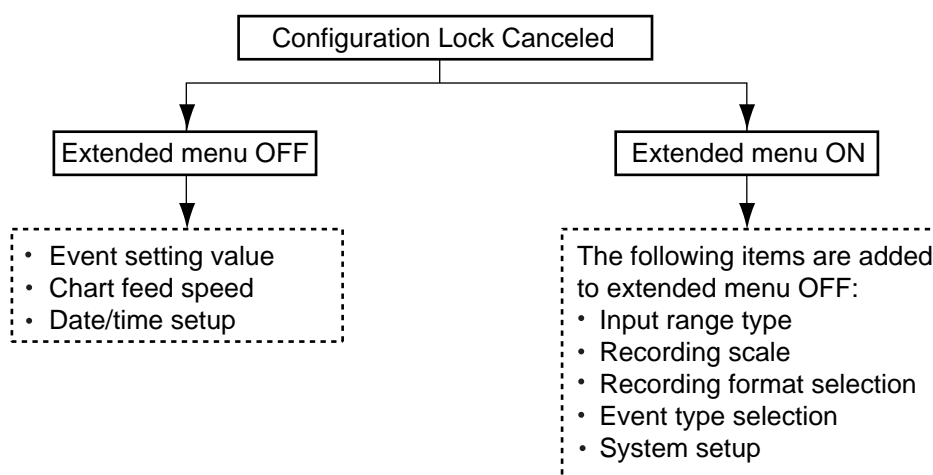 Configuration Lock Canceled
Extended menu OFF
Extended menu ON
・ Event setting value
・ Chart feed speed
・ Date/time setup
The following items are added
to extended menu OFF:
・ Input range type
・ Recording scale
・ Recording format selection
・ Event type selection
・ System setup